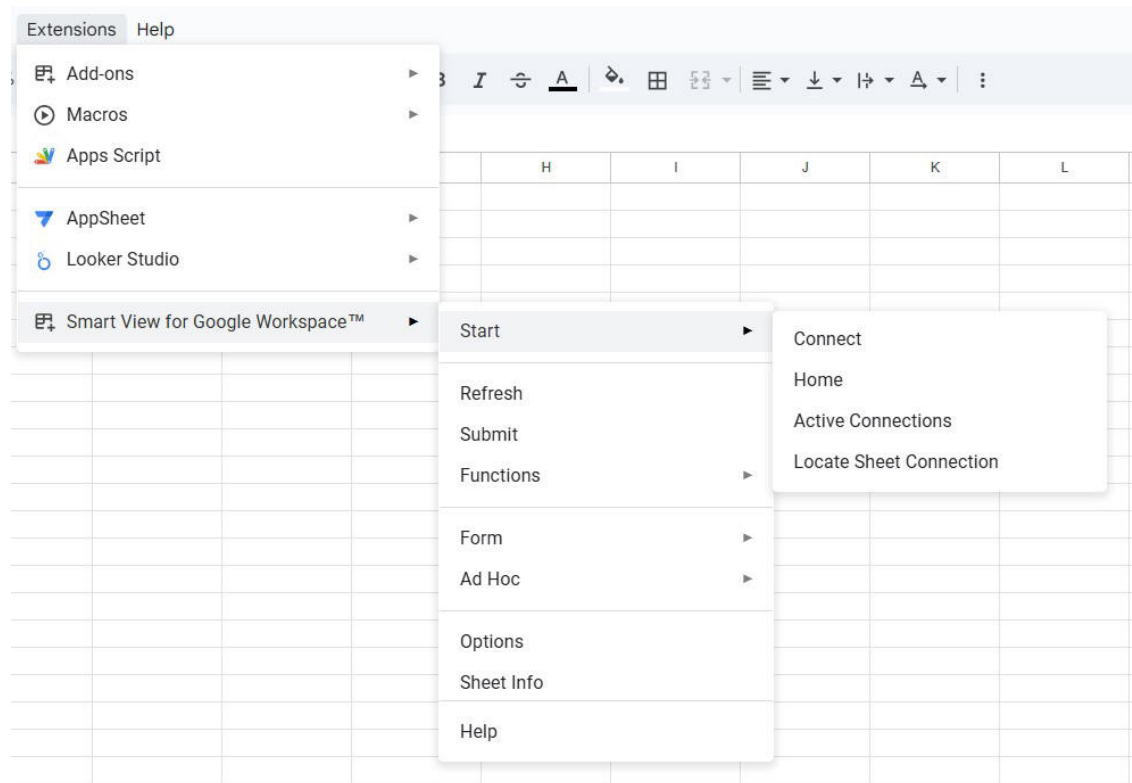 Extensions Help
Add-ons
Macros
Apps Script
H I J K L
AppSheet
Looker Studio
Smart View for Google Workspace™
Start
Refresh
Submit
Functions
Form
Ad Hoc
Options
Sheet Info
Help
Connect
Home
Active Connections
Locate Sheet Connection